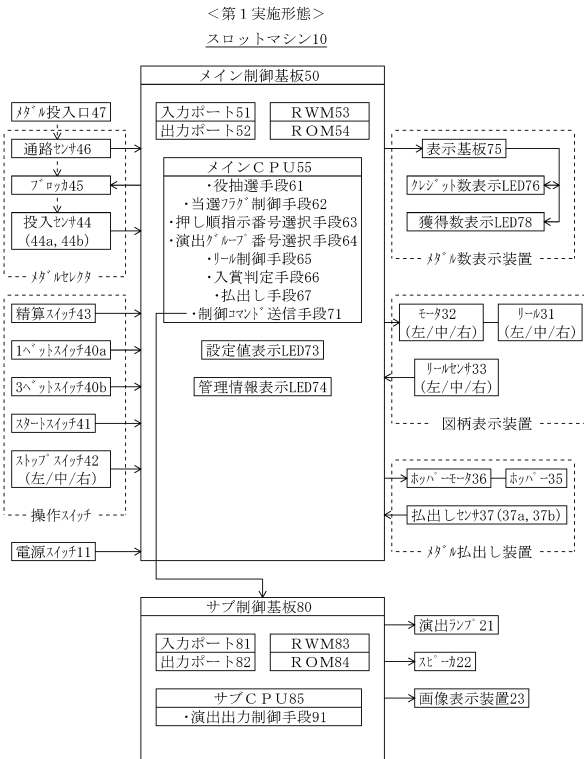 ＜第１実施形態＞
スロットマシン10
メイン制御基板50
入力ポート51
出力ポート52
ＲＷＭ53
ＲＯＭ54
メインＣＰＵ55
・役抽選手段61
・当選ﾌﾗｸﾞ制御手段62
・押し順指示番号選択手段63
・演出ｸﾞﾙｰﾌﾟ番号選択手段64
・ﾘｰﾙ制御手段65
・入賞判定手段66
・払出し手段67
・制御ｺﾏﾝﾄﾞ送信手段71
設定値表示LED73
管理情報表示LED74
ﾒﾀﾞﾙ投入口47
通路ｾﾝｻ46
ﾌﾞﾛｯｶ45
投入ｾﾝｻ44
(44a, 44b)
ﾒﾀﾞﾙｾﾚｸﾀ
精算ｽｲｯﾁ43
1ﾍﾞｯﾄｽｲｯﾁ40a
3ﾍﾞｯﾄｽｲｯﾁ40b
ｽﾀｰﾄｽｲｯﾁ41
ｽﾄｯﾌﾟｽｲｯﾁ42
(左/中/右)
操作ｽｲｯﾁ
電源ｽｲｯﾁ11
表示基板75
ｸﾚｼﾞｯﾄ数表示LED76
獲得数表示LED78
ﾒﾀﾞﾙ数表示装置
ﾓｰﾀ32
(左/中/右)
ﾘｰﾙ31
(左/中/右)
ﾘｰﾙｾﾝｻ33
(左/中/右)
図柄表示装置
ﾎｯﾊﾟｰﾓｰﾀ36
ﾎｯﾊﾟｰ35
払出しｾﾝｻ37(37a, 37b)
ﾒﾀﾞﾙ払出し装置
サブ制御基板80
入力ポート81
出力ポート82
ＲＷＭ83
ＲＯＭ84
サブＣＰＵ85
・演出出力制御手段91
演出ﾗﾝﾌﾟ21
ｽﾋﾟｰｶ22
画像表示装置23